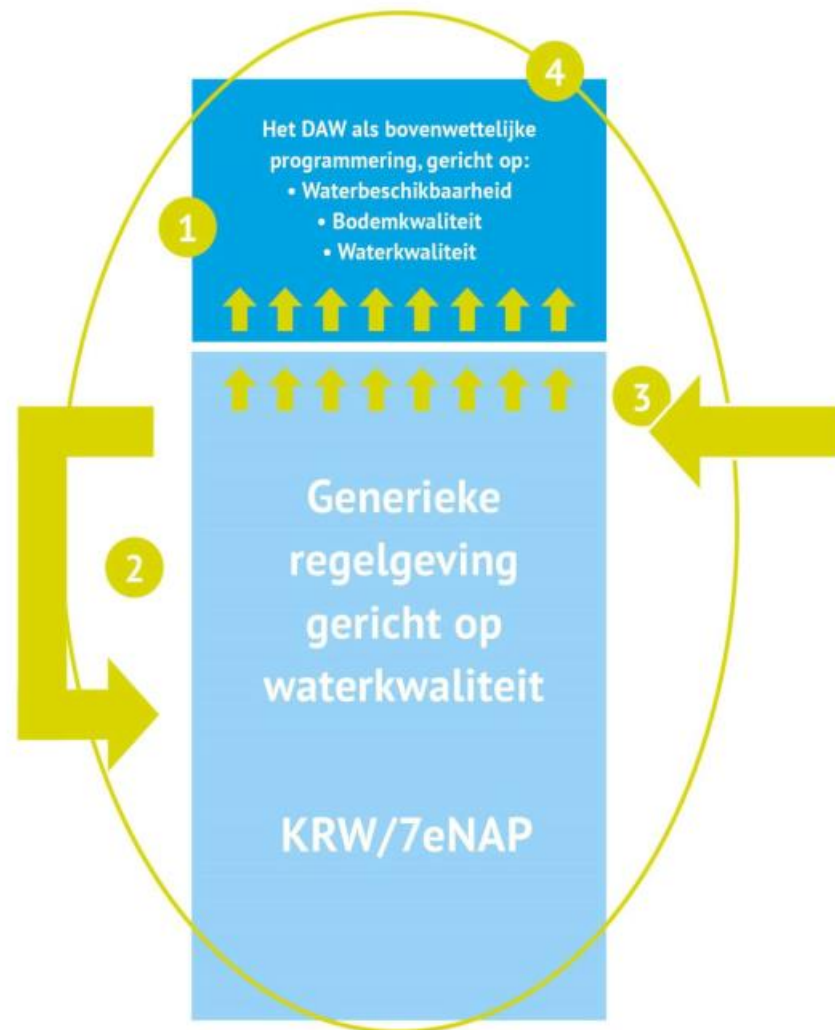 4
Het DAW als bovenwettelijke
programmering, gericht op:
• Waterbeschikbaarheid
• Bodemkwaliteit
• Waterkwaliteit
1
3
Generieke
regelgeving
gericht op
waterkwaliteit
2
KRW/7eNAP